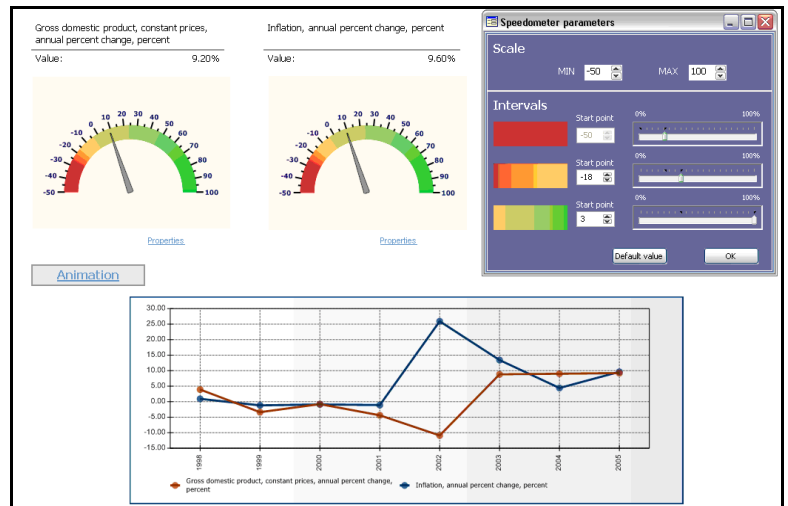 Gross domestic product, constant prices,
annual percent change, percent
Value: 9.20%
-50
-40
-30
-20
-10
0
10
20
30
40
50
60
70
80
90
100
Properties
Inflation, annual percent change, percent
Value: 9.60%
-50
-40
-30
-20
-10
0
10
20
30
40
50
60
70
80
90
100
Properties
Speedometer parameters
Scale
MIN -50 MAX 100
Intervals
Start point 0% 100%
-50
Start point 0% 100%
-18
Start point 0% 100%
3
Default value OK
Animation
30.00
25.00
20.00
15.00
10.00
5.00
0.00
-5.00
-10.00
-15.00
1998 1999 2000 2001 2002 2003 2004 2005
Gross domestic product, constant prices, annual percent change,
percent
Inflation, annual percent change, percent